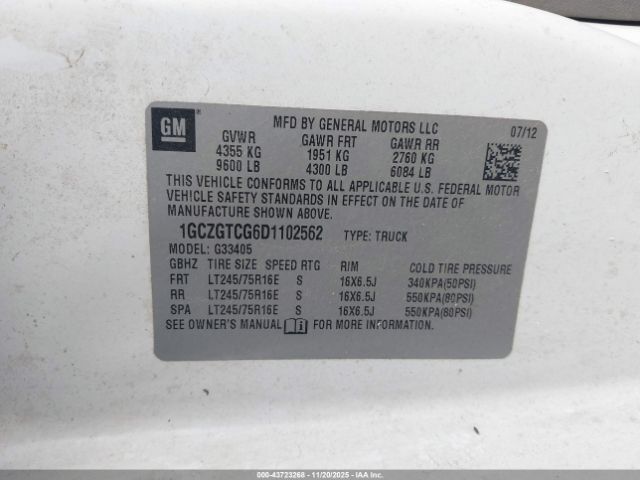 GM
MFD BY GENERAL MOTORS LLC 07/12
GVWR GAWR FRT GAWR RR
4355 KG 1951 KG 2760 KG
9600 LB 4300 LB 6084 LB
THIS VEHICLE CONFORMS TO ALL APPLICABLE U.S. FEDERAL MOTOR
VEHICLE SAFETY STANDARDS IN EFFECT ON THE DATE OF
MANUFACTURE SHOWN ABOVE.
1GCZGTCG6D1102562 TYPE: TRUCK
MODEL: G33405
GBHZ TIRE SIZE SPEED RTG RIM COLD TIRE PRESSURE
FRT LT245/75R16E S 16X6.5J 340KPA(50PSI)
RR LT245/75R16E S 16X6.5J 550KPA(80PSI)
SPA LT245/75R16E S 16X6.5J 550KPA(80PSI)
SEE OWNER'S MANUAL FOR MORE INFORMATION.
000-43723268 - 11/20/2025 - IAAI.COM